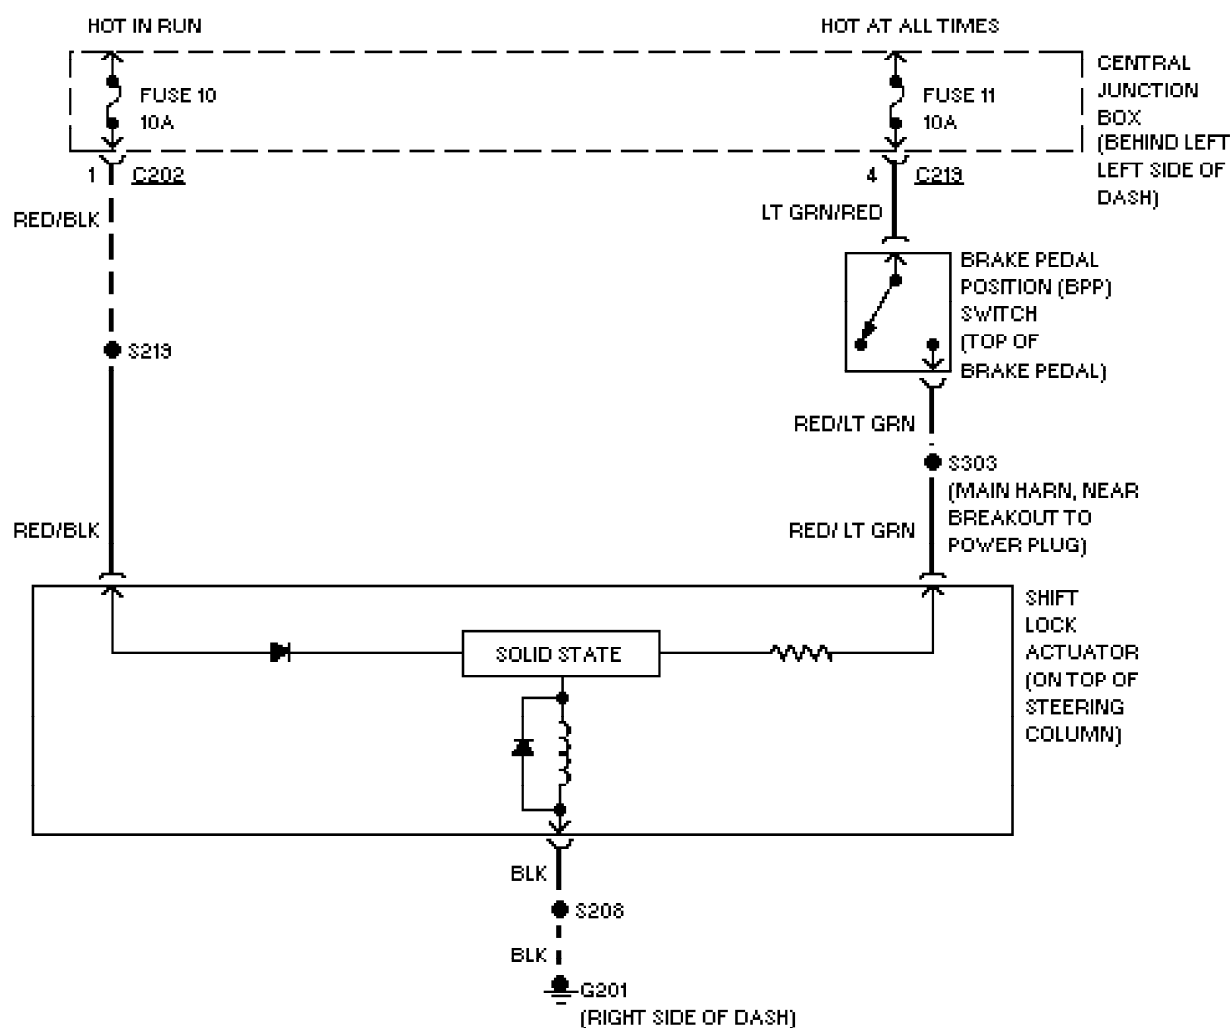 HOT IN RUN
HOT AT ALL TIMES
FUSE 10
10A
FUSE 11
10A
CENTRAL
JUNCTION
BOX
(BEHIND LEFT
LEFT SIDE OF
DASH)
1 C202
4 C219
RED/BLK
LT GRN/RED
BRAKE PEDAL
POSITION (BPP)
SWITCH
(TOP OF
BRAKE PEDAL)
S219
RED/LT GRN
S303
(MAIN HARN, NEAR
BREAKOUT TO
POWER PLUG)
RED/BLK
RED/ LT GRN
SHIFT
LOCK
ACTUATOR
(ON TOP OF
STEERING
COLUMN)
SOLID STATE
BLK
S208
BLK
G201
(RIGHT SIDE OF DASH)